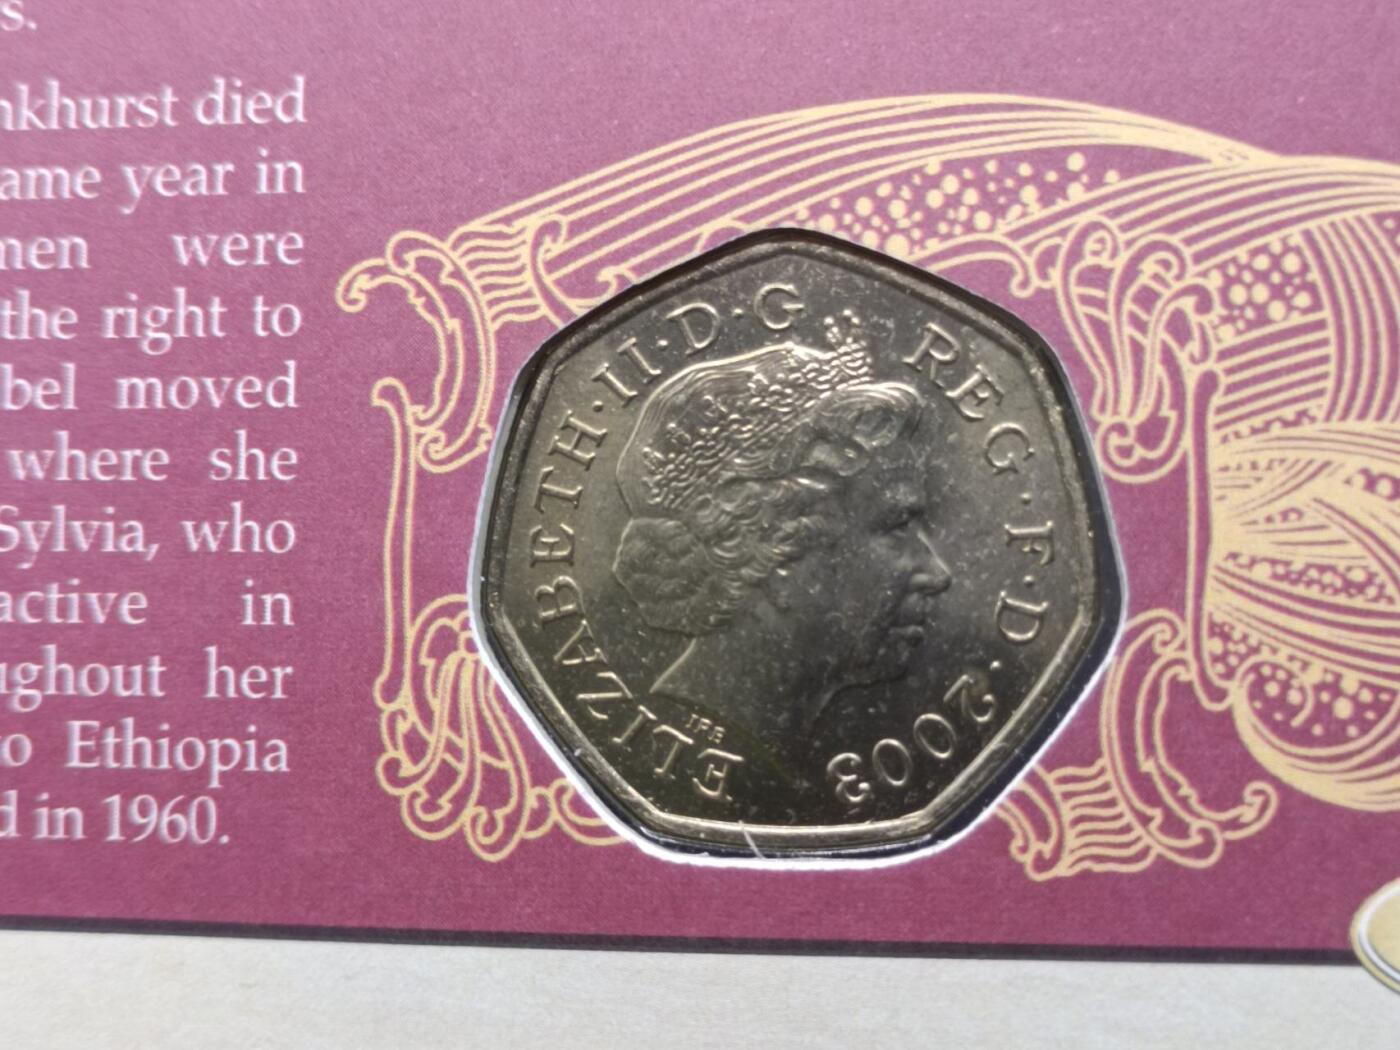 s.
nkhurst died
ame year in
men were
the right to
bel moved
where she
Sylvia, who
active in
ughout her
to Ethiopia
d in 1960.
ELIZABETH·II·D·G REG·F·D·2003
IRB